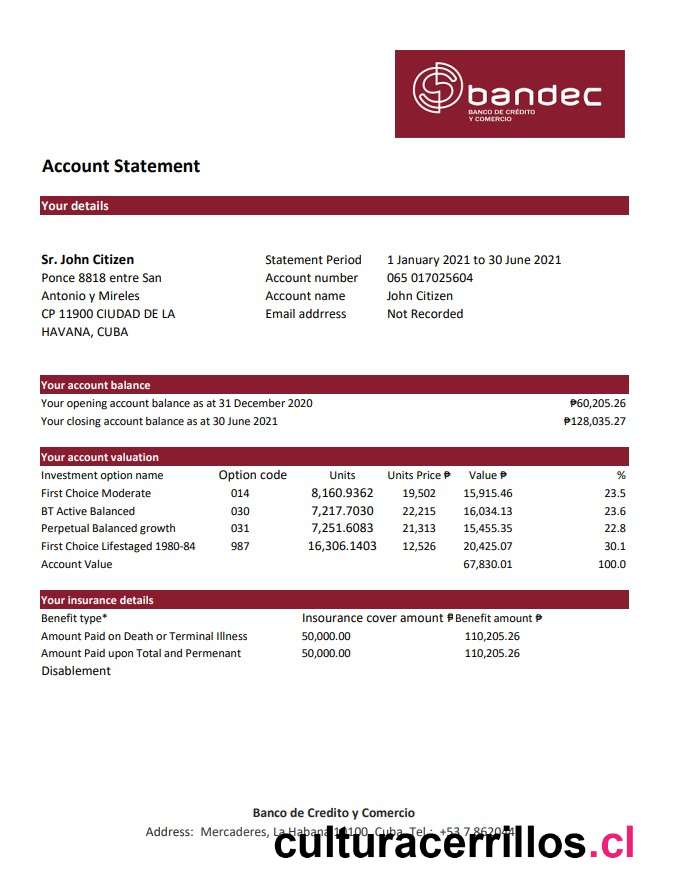 bandec
BANCO DE CRÉDITO
Y COMERCIO
Account Statement
Your details
Sr. John Citizen Statement Period 1 January 2021 to 30 June 2021
Ponce 8818 entre San Account number 065 017025604
Antonio y Mireles Account name John Citizen
CP 11900 CIUDAD DE LA Email addrress Not Recorded
HAVANA, CUBA
Your account balance
Your opening account balance as at 31 December 2020 ₱60,205.26
Your closing account balance as at 30 June 2021 ₱128,035.27
Your account valuation
Investment option name Option code Units Units Price ₱ Value ₱ %
First Choice Moderate 014 8,160.9362 19,502 15,915.46 23.5
BT Active Balanced 030 7,217.7030 22,215 16,034.13 23.6
Perpetual Balanced growth 031 7,251.6083 21,313 15,455.35 22.8
First Choice Lifestaged 1980-84 987 16,306.1403 12,526 20,425.07 30.1
Account Value 67,830.01 100.0
Your insurance details
Benefit type* Insourance cover amount ₱ Benefit amount ₱
Amount Paid on Death or Terminal Illness 50,000.00 110,205.26
Amount Paid upon Total and Permenant 50,000.00 110,205.26
Disablement
Banco de Credito y Comercio
Address: Mercaderes, La Habana 10100, Cuba. Tel.: +53 7
culturacerrillos.cl